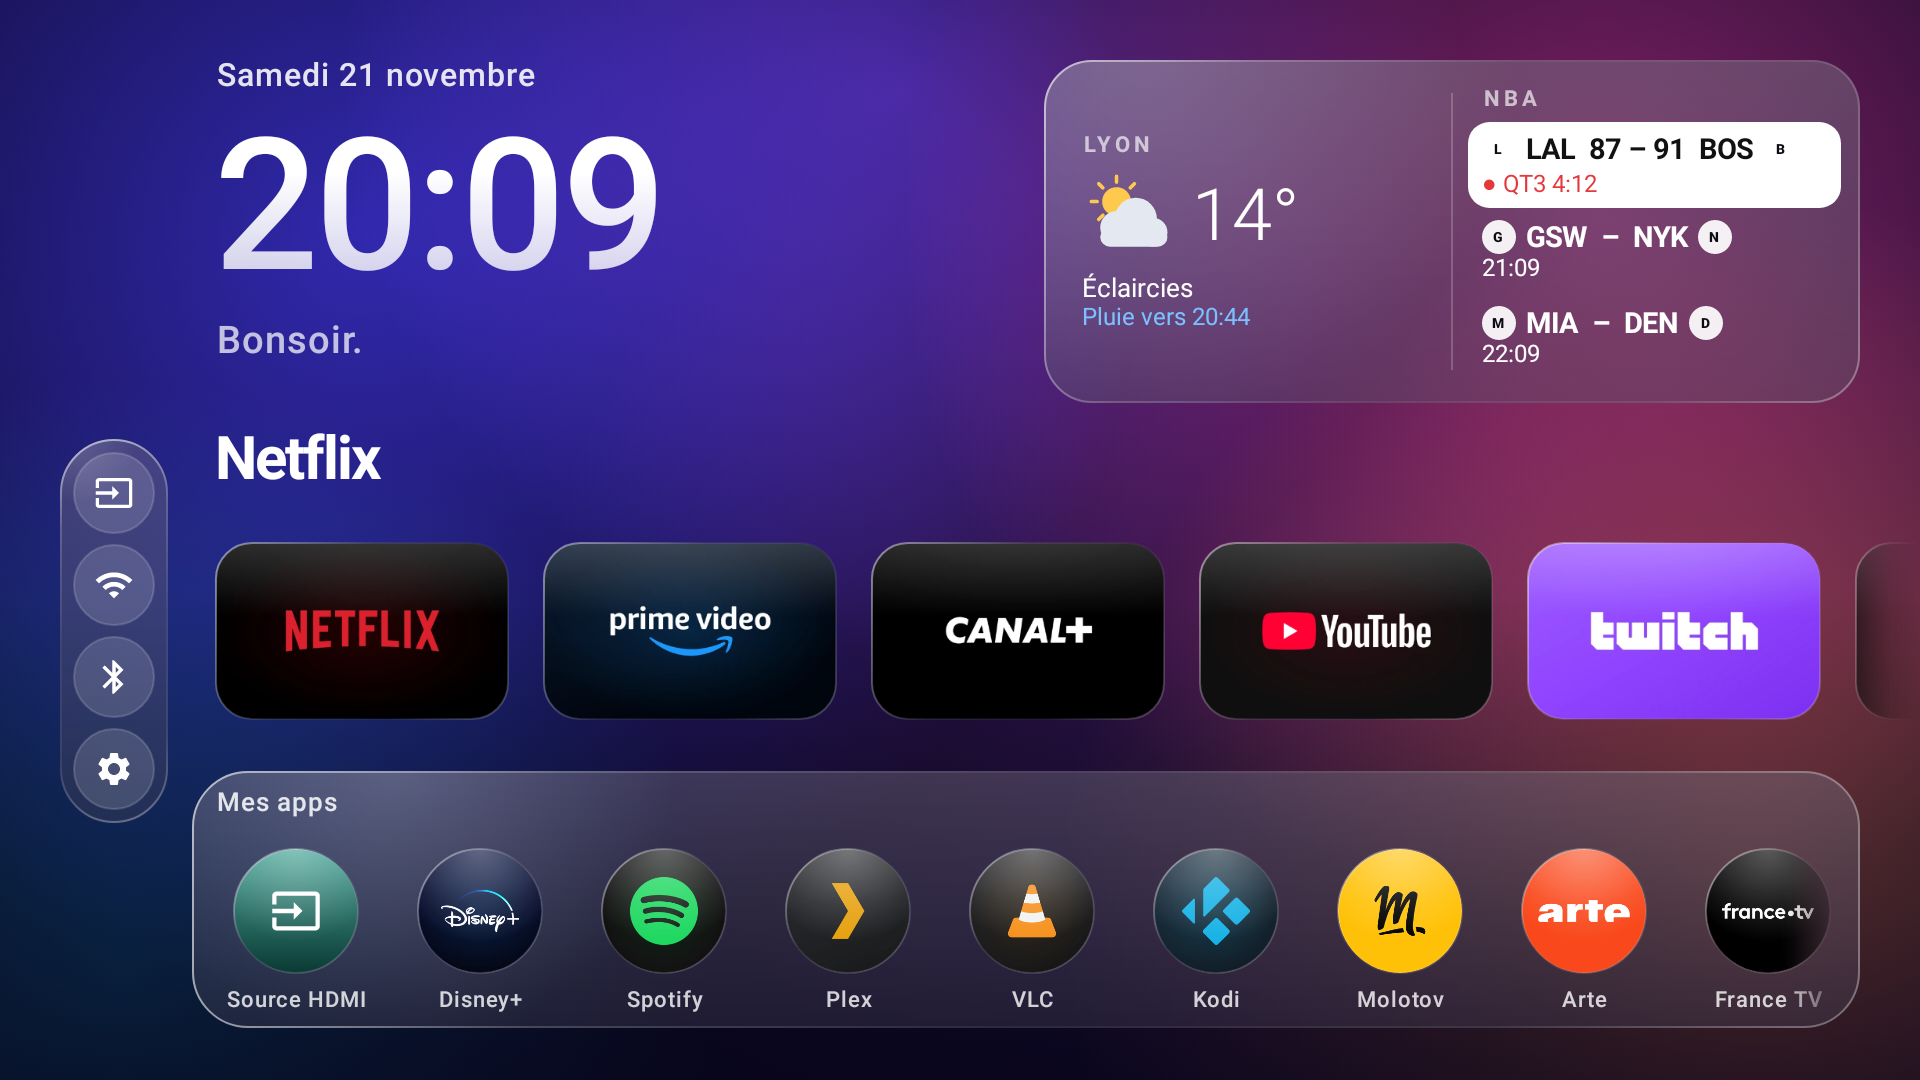 Samedi 21 novembre
20:09
Bonsoir.
LYON
14°
Éclaircies
Pluie vers 20:44
NBA
L LAL 87 – 91 BOS B
QT3 4:12
G GSW – NYK N
21:09
M MIA – DEN D
22:09
Netflix
NETFLIX
prime video
CANAL+
YouTube
twitch
Mes apps
Disney+
M.
arte
france•tv
Source HDMI
Disney+
Spotify
Plex
VLC
Kodi
Molotov
Arte
France TV